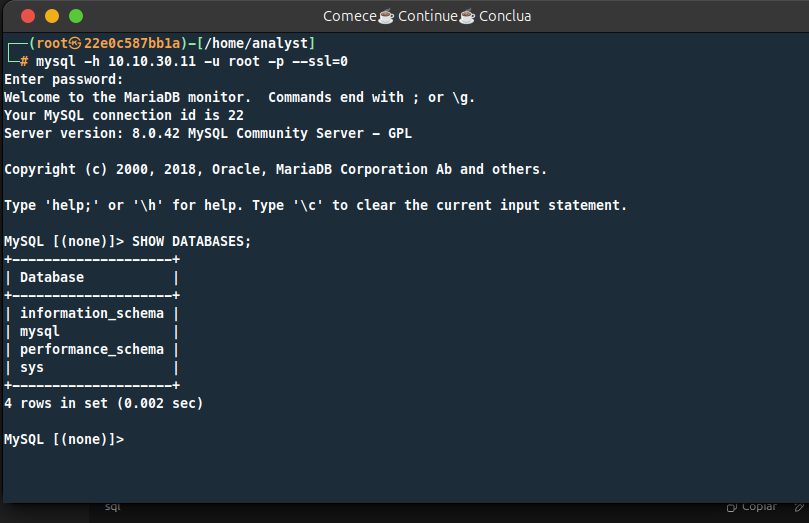 Comece☕ Continue☕ Conclua
┌──(root㉿22e0c587bb1a)-[/home/analyst]
└─# mysql -h 10.10.30.11 -u root -p --ssl=0
Enter password:
Welcome to the MariaDB monitor.  Commands end with ; or \g.
Your MySQL connection id is 22
Server version: 8.0.42 MySQL Community Server - GPL
Copyright (c) 2000, 2018, Oracle, MariaDB Corporation Ab and others.
Type 'help;' or '\h' for help. Type '\c' to clear the current input statement.
MySQL [(none)]> SHOW DATABASES;
+--------------------+
| Database           |
+--------------------+
| information_schema |
| mysql              |
| performance_schema |
| sys                |
+--------------------+
4 rows in set (0.002 sec)
MySQL [(none)]>
sql
Copiar